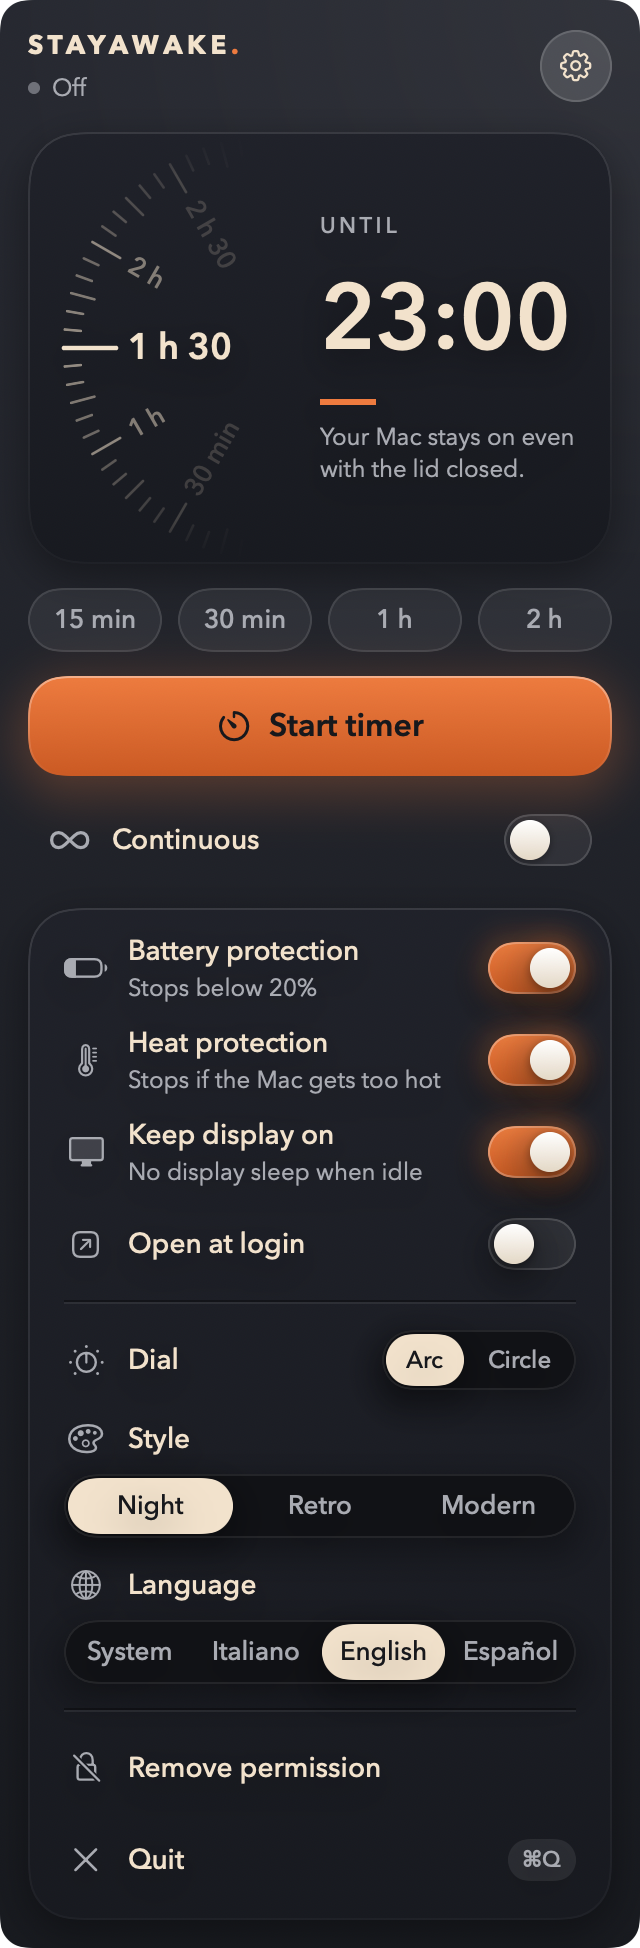 STAYAWAKE.
Off
2 h 30
2 h
1 h 30
1 h
30 min
UNTIL
23:00
Your Mac stays on even
with the lid closed.
15 min 30 min 1 h 2 h
Start timer
Continuous
Battery protection
Stops below 20%
Heat protection
Stops if the Mac gets too hot
Keep display on
No display sleep when idle
Open at login
Dial Arc Circle
Style
Night Retro Modern
Language
System Italiano English Español
Remove permission
Quit ⌘Q